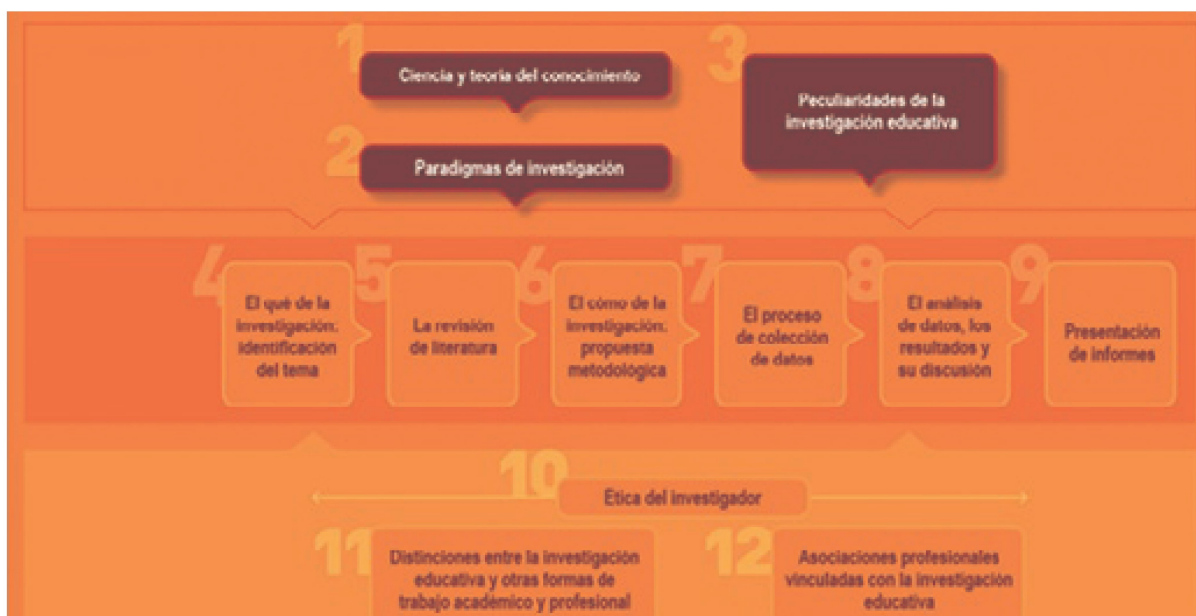 1
Ciencia y teoría del conocimiento
2
Paradigmas de investigación
3
Peculiaridades de la
investigación educativa
4
El qué de la
investigación:
identificación
del tema
5
La revisión
de literatura
6
El cómo de la
investigación:
propuesta
metodológica
7
El proceso
de colección
de datos
8
El análisis
de datos, los
resultados y
su discusión
9
Presentación
de informes
10
Ética del investigador
11
Distinciones entre la investigación
educativa y otras formas de
trabajo académico y profesional
12
Asociaciones profesionales
vinculadas con la investigación
educativa